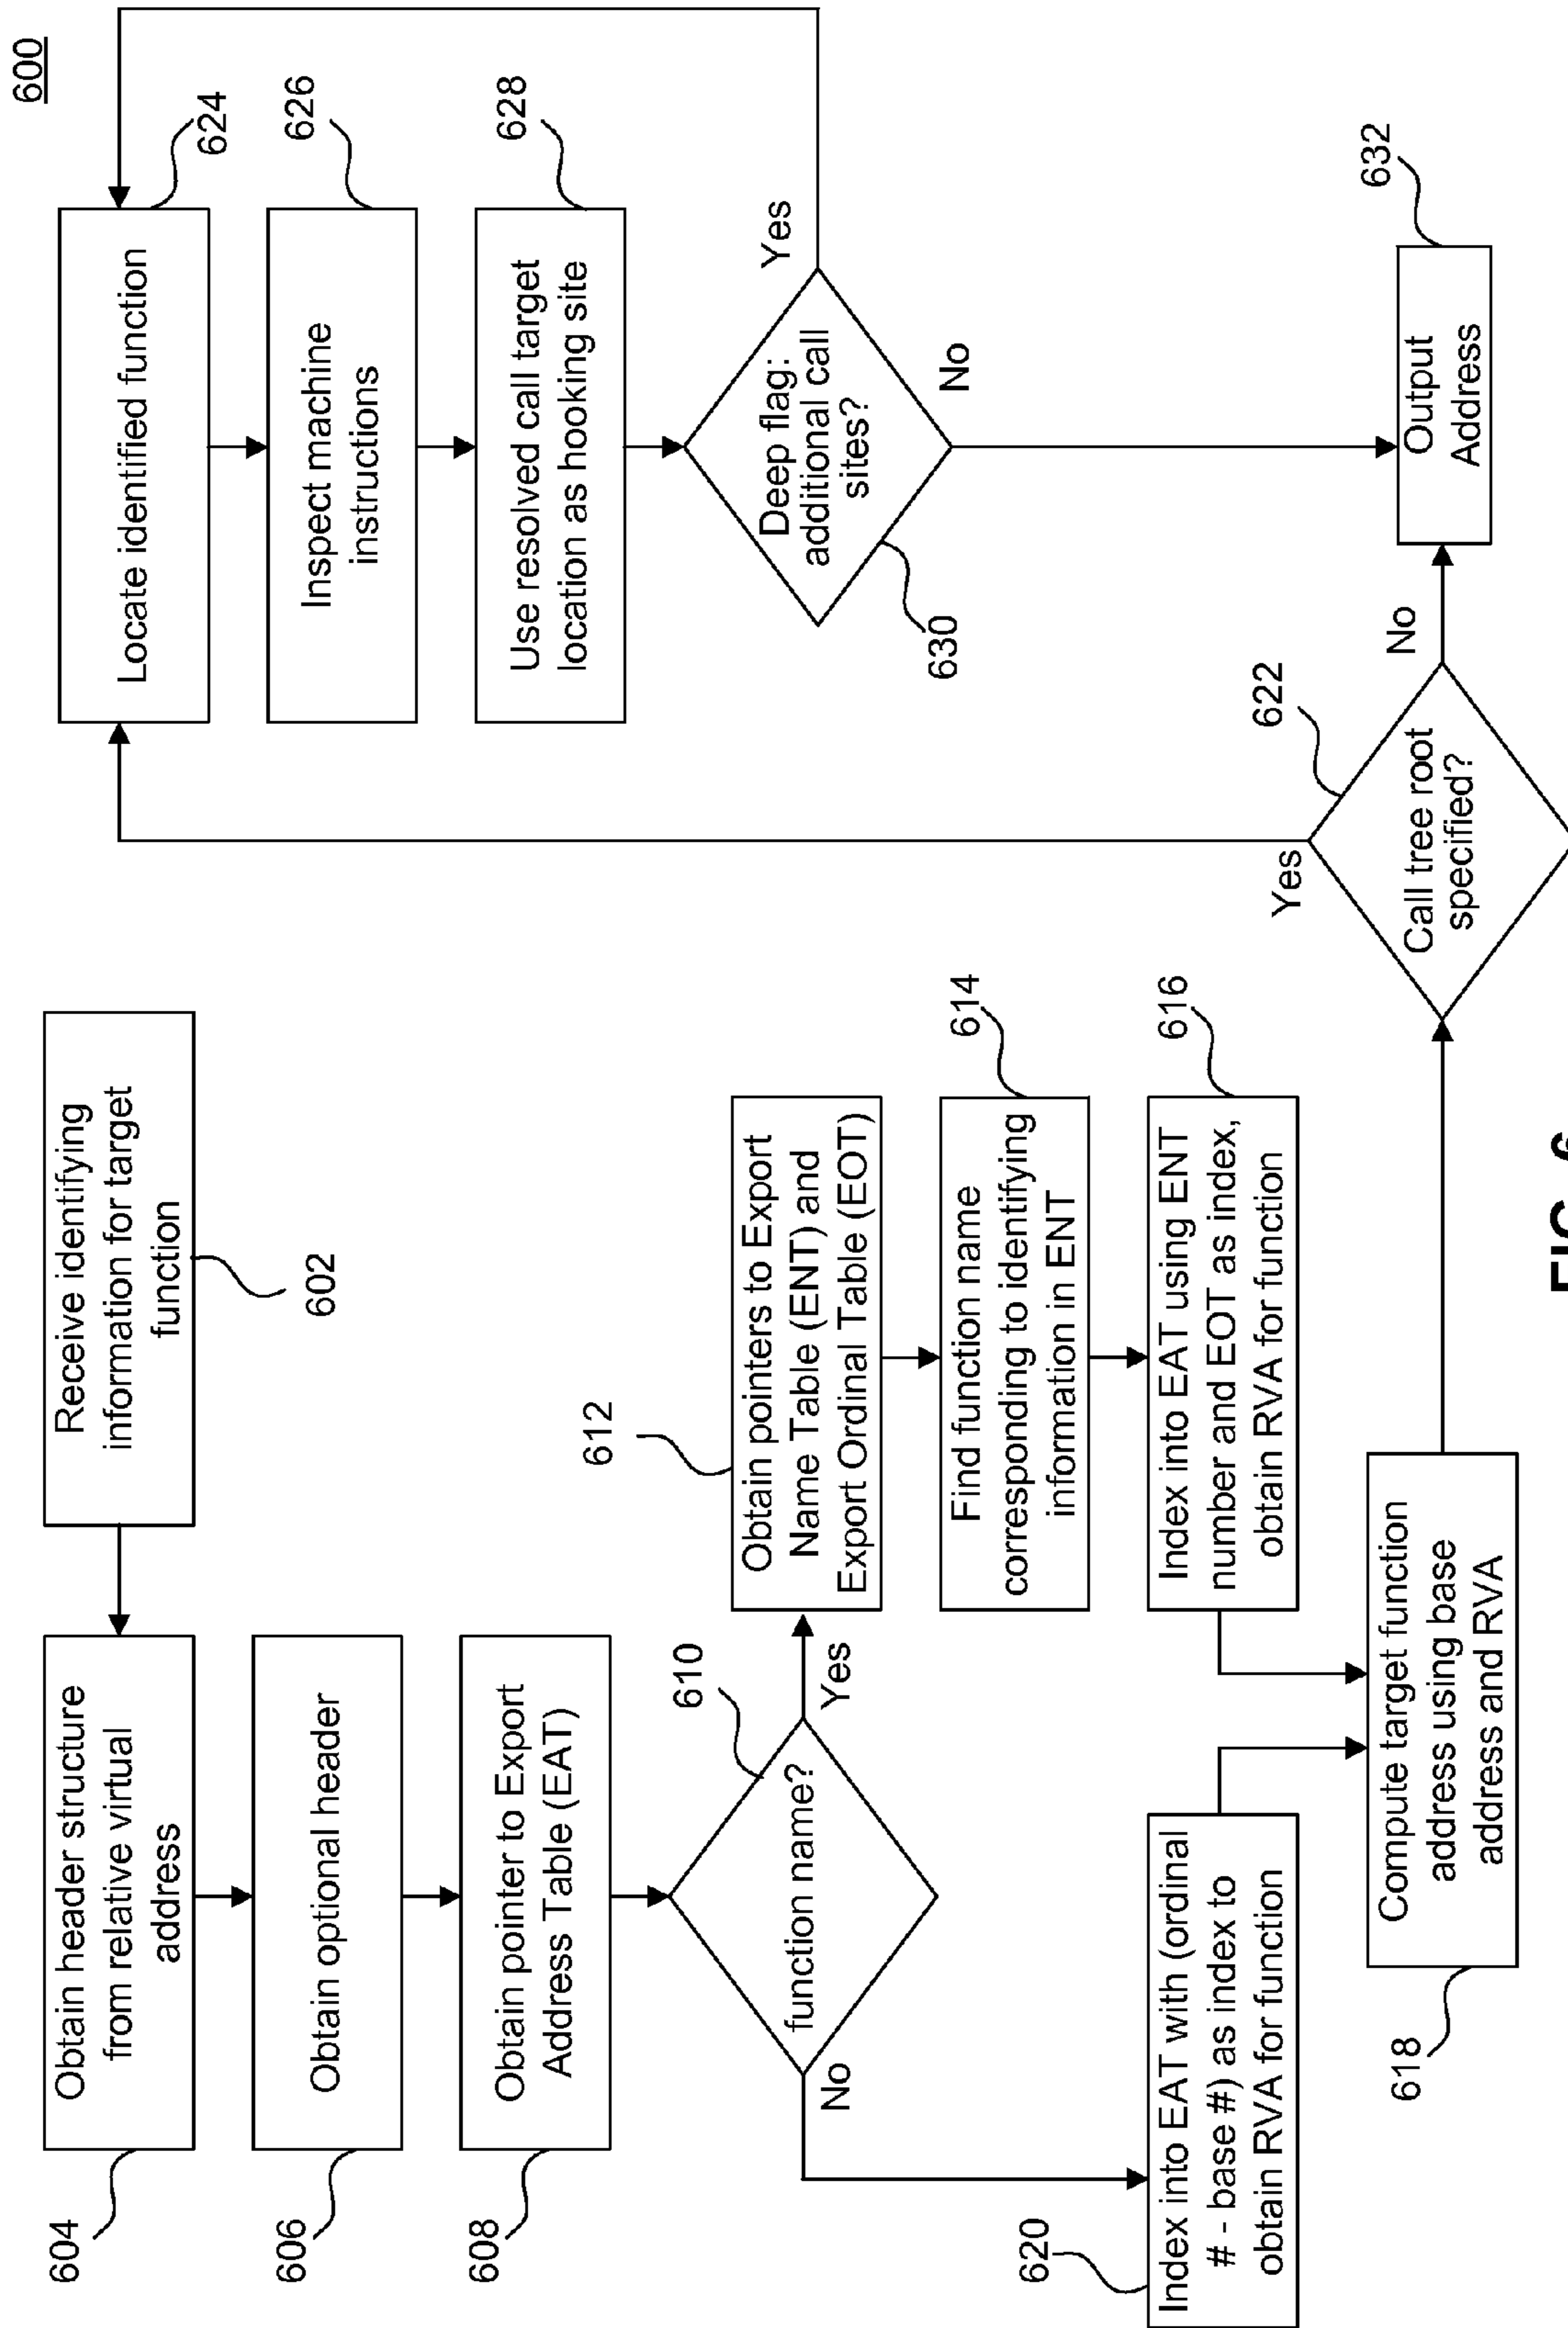 600
Receive identifying
information for target
function
602
Obtain header structure
from relative virtual
address
604
Obtain optional header
606
Obtain pointer to Export
Address Table (EAT)
608
function name?
610
Yes
No
Obtain pointers to Export
Name Table (ENT) and
Export Ordinal Table (EOT)
612
Find function name
corresponding to identifying
information in ENT
614
Index into EAT using ENT
number and EOT as index,
obtain RVA for function
616
Index into EAT with (ordinal
# - base #) as index to
obtain RVA for function
620
Compute target function
address using base
address and RVA
618
Call tree root
specified?
622
Yes
No
Locate identified function
624
Inspect machine
instructions
626
Use resolved call target
location as hooking site
628
Deep flag:
additional call
sites?
630
Yes
No
Output
Address
632